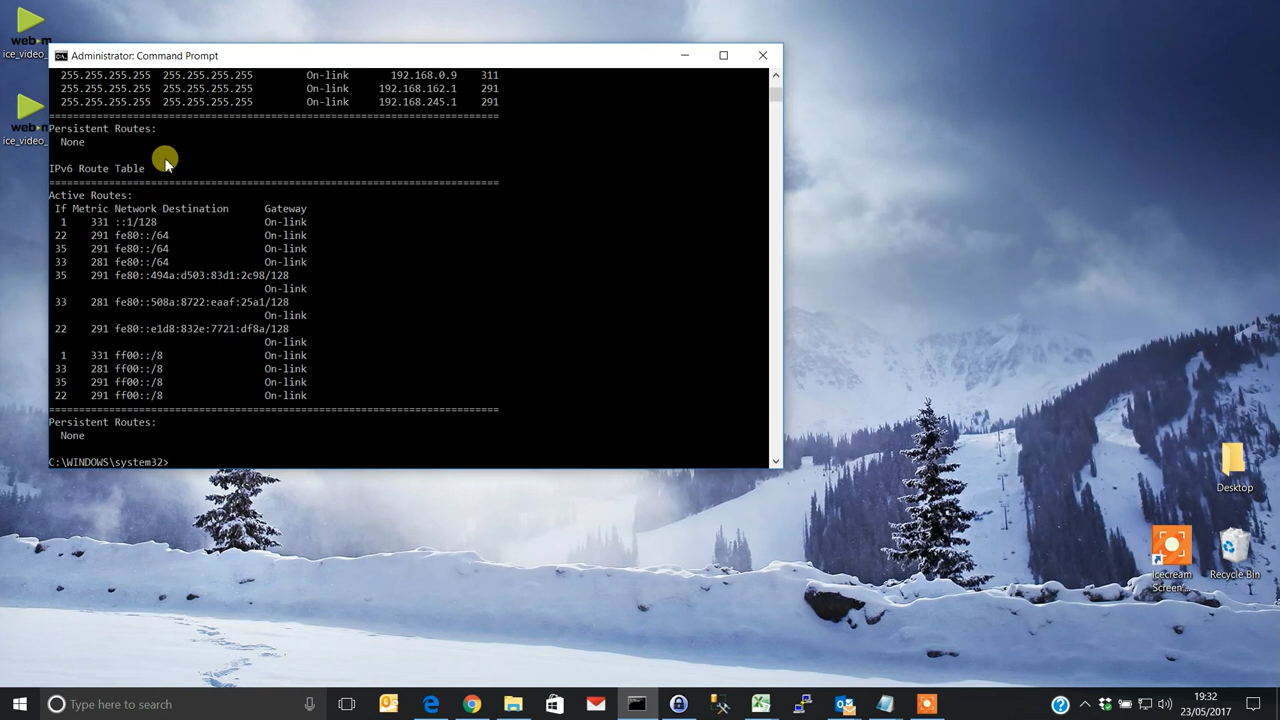 web-m
ice_video_
web-m
ice_video_
Administrator: Command Prompt
255.255.255.255 255.255.255.255 On-link 192.168.0.9 311
255.255.255.255 255.255.255.255 On-link 192.168.162.1 291
255.255.255.255 255.255.255.255 On-link 192.168.245.1 291
===========================================================================
Persistent Routes:
None
IPv6 Route Table
===========================================================================
Active Routes:
If Metric Network Destination Gateway
1 331 ::1/128 On-link
22 291 fe80::/64 On-link
35 291 fe80::/64 On-link
33 281 fe80::/64 On-link
35 291 fe80::494a:d503:83d1:2c98/128
On-link
33 281 fe80::508a:8722:eaaf:25a1/128
On-link
22 291 fe80::e1d8:832e:7721:df8a/128
On-link
1 331 ff00::/8 On-link
33 281 ff00::/8 On-link
35 291 ff00::/8 On-link
22 291 ff00::/8 On-link
===========================================================================
Persistent Routes:
None
C:\WINDOWS\system32>
Desktop
Icecream
Screen...
Recycle Bin
Type here to search
19:32
23/05/2017